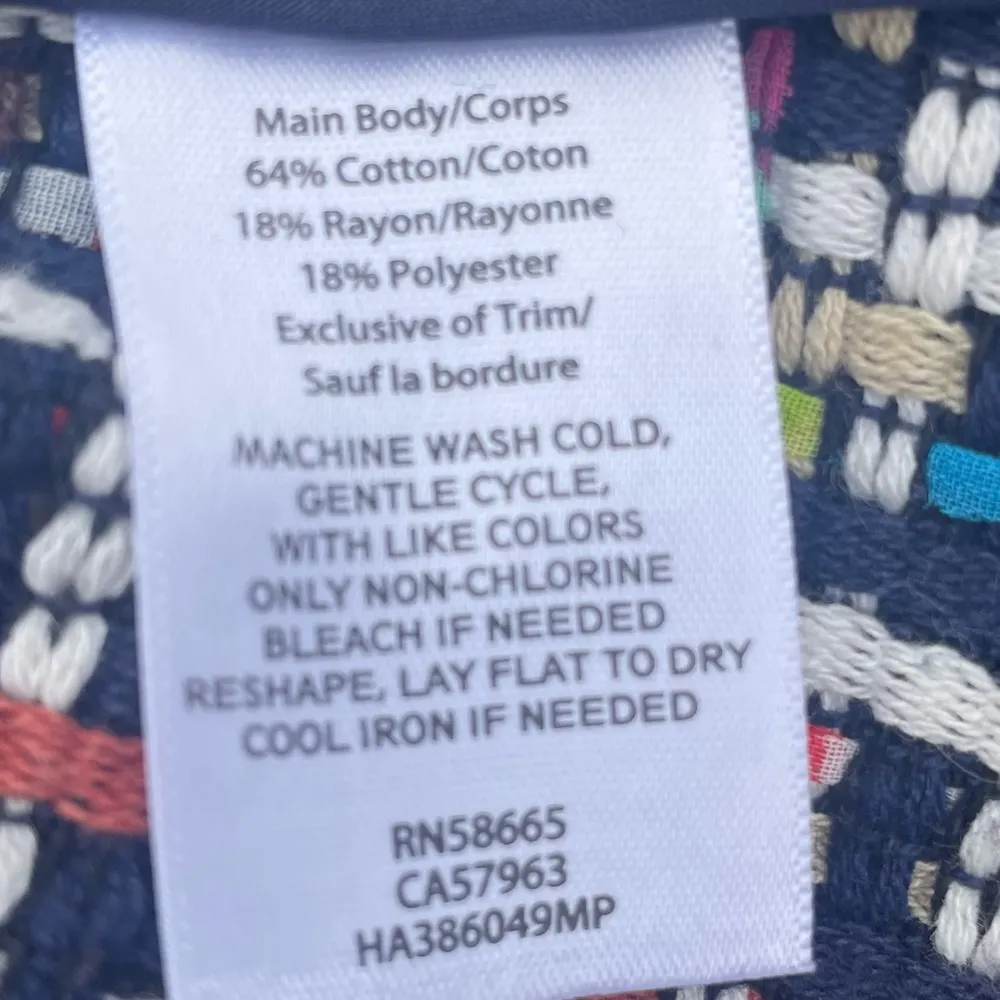 Main Body/Corps
64% Cotton/Coton
18% Rayon/Rayonne
18% Polyester
Exclusive of Trim/
Sauf la bordure
MACHINE WASH COLD,
GENTLE CYCLE,
WITH LIKE COLORS
ONLY NON-CHLORINE
BLEACH IF NEEDED
RESHAPE, LAY FLAT TO DRY
COOL IRON IF NEEDED
RN58665
CA57963
HA386049MP